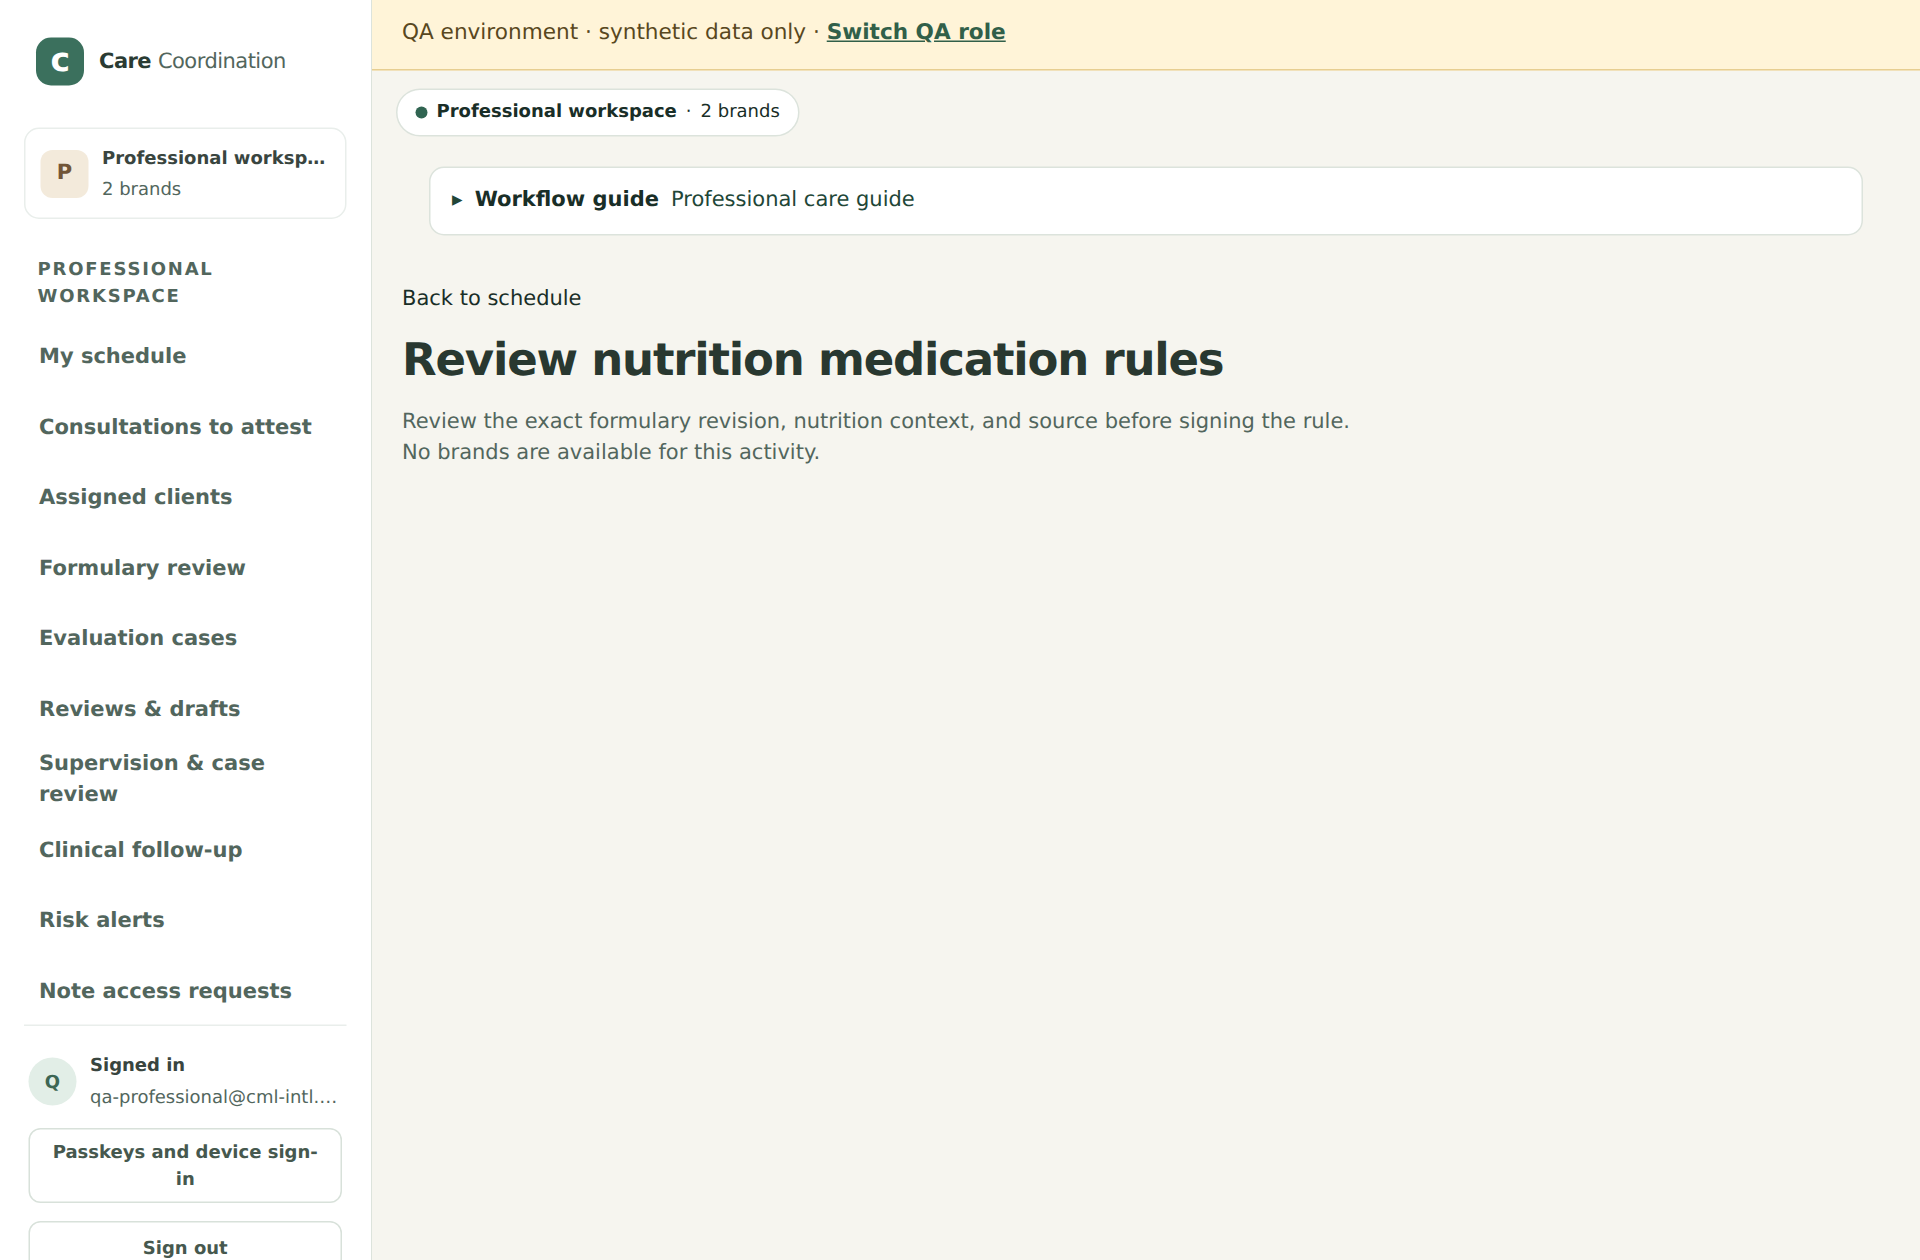 C Care Coordination
P Professional worksp…
2 brands
PROFESSIONAL
WORKSPACE
My schedule
Consultations to attest
Assigned clients
Formulary review
Evaluation cases
Reviews & drafts
Supervision & case
review
Clinical follow-up
Risk alerts
Note access requests
Q Signed in
qa-professional@cml-intl.…
Passkeys and device sign-
in
Sign out
QA environment · synthetic data only · Switch QA role
Professional workspace · 2 brands
Workflow guide Professional care guide
Back to schedule
Review nutrition medication rules
Review the exact formulary revision, nutrition context, and source before signing the rule.
No brands are available for this activity.